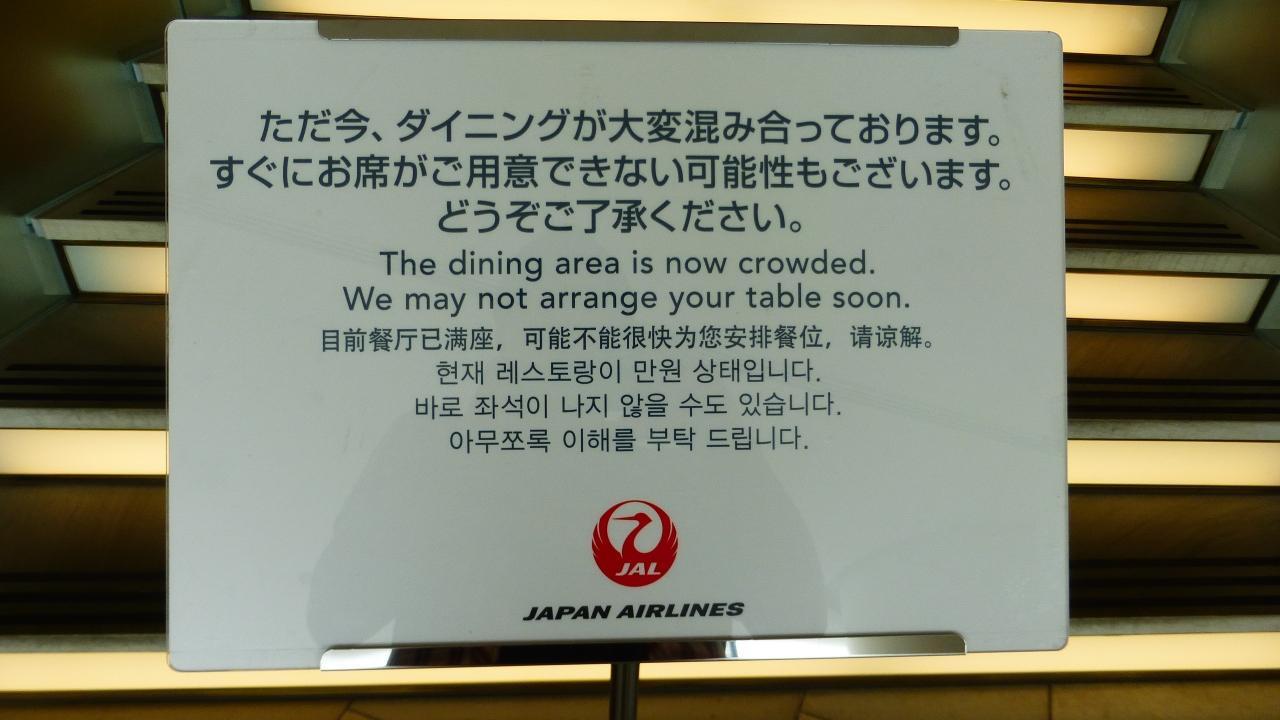 ただ今、ダイニングが大変混み合っております。
すぐにお席がご用意できない可能性もございます。
どうぞご了承ください。
The dining area is now crowded.
We may not arrange your table soon.
目前餐厅已满座，可能不能很快为您安排餐位，请谅解。
현재 레스토랑이 만원 상태입니다.
바로 좌석이 나지 않을 수도 있습니다.
아무쪼록 이해를 부탁 드립니다.
JAL
JAPAN AIRLINES